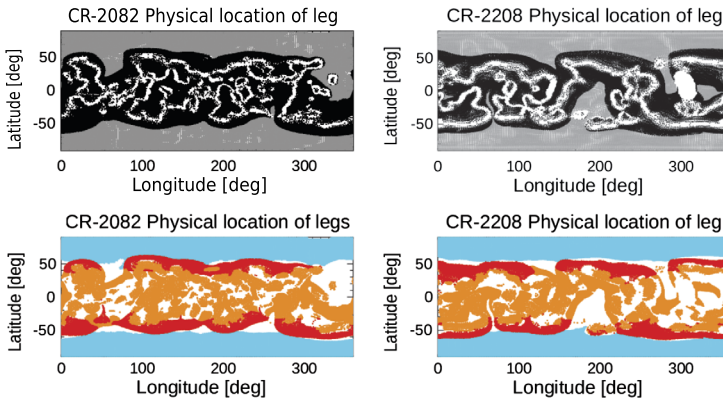 CR-2082 Physical location of leg
CR-2208 Physical location of leg
Latitude [deg]
50
0
-50
0 100 200 300
Longitude [deg]
Latitude [deg]
50
0
-50
0 100 200 300
Longitude [deg]
CR-2082 Physical location of legs
CR-2208 Physical location of leg
Latitude [deg]
50
0
-50
0 100 200 300
Longitude [deg]
Latitude [deg]
50
0
-50
0 100 200 300
Longitude [deg]